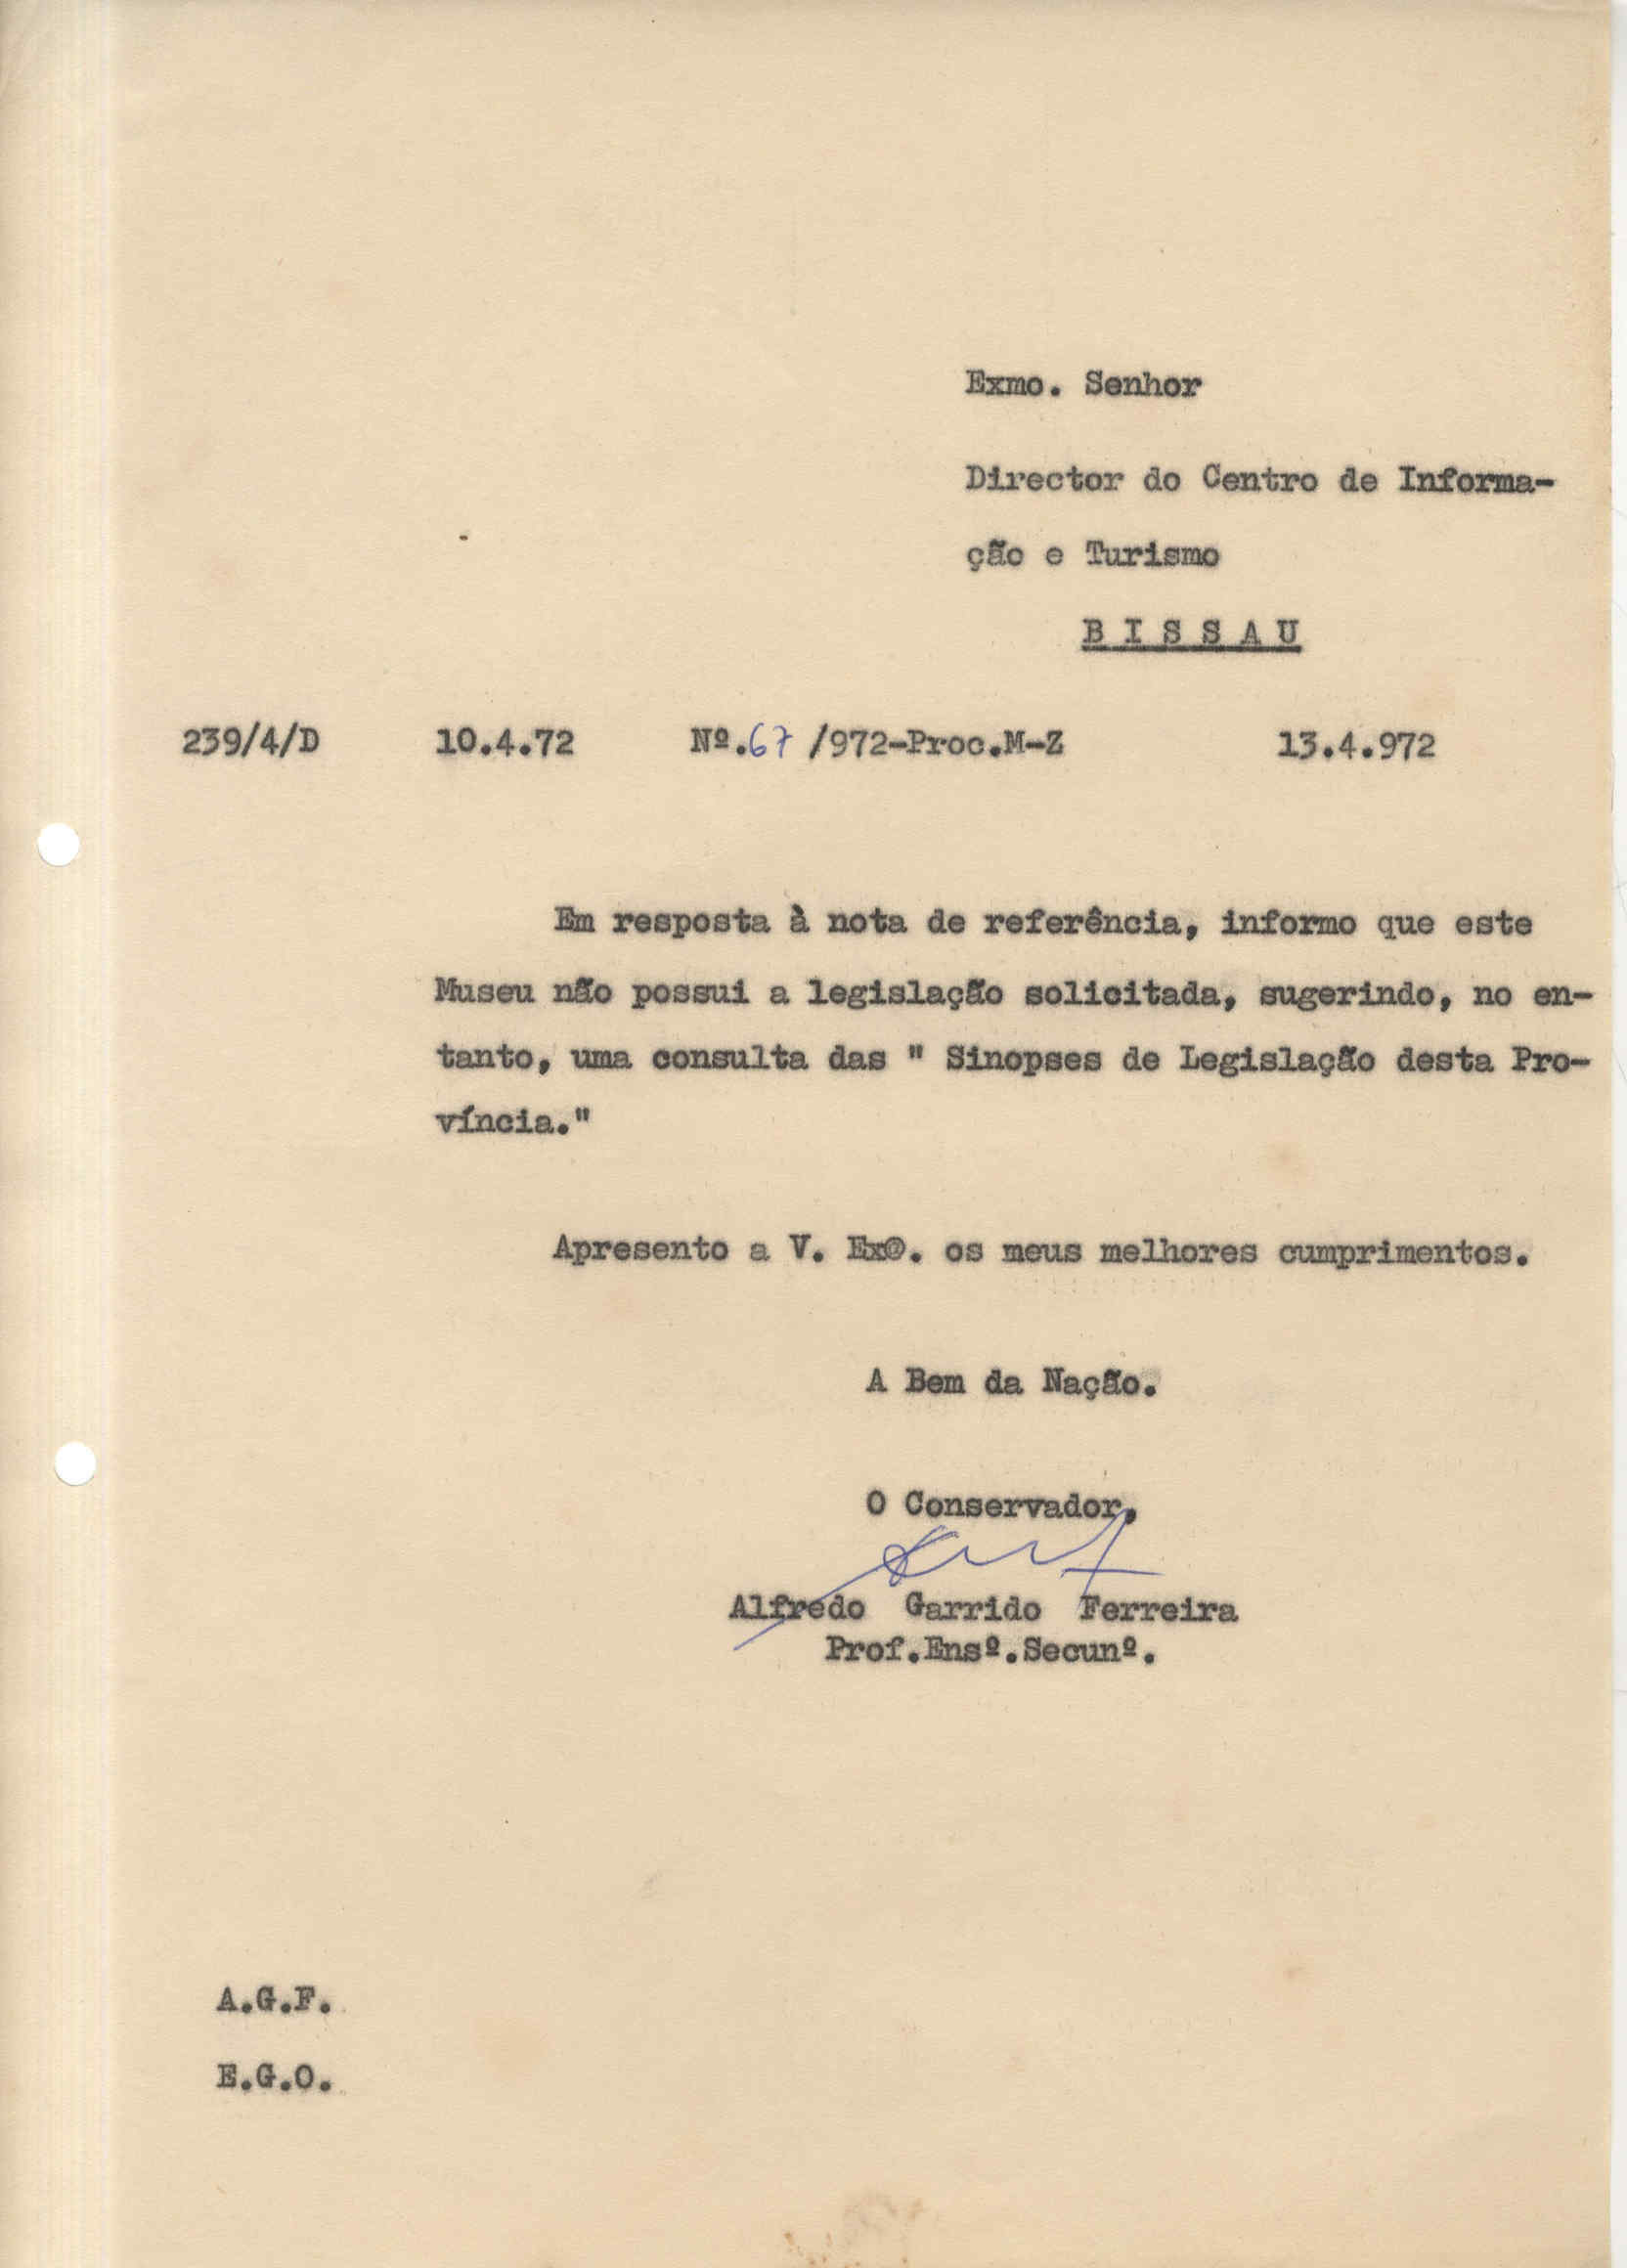 Exmo. Senhor
Director do Centro de Informa-
ção e Turismo
B I S S A U
239/4/D 10.4.72 Nº.67 /972-Proc.M-Z 13.4.972
Em resposta à nota de referência, informo que este
Museu não possui a legislação solicitada, sugerindo, no en-
tanto, uma consulta das " Sinopses de Legislação desta Pro-
víncia."
Apresento a V. Ex@. os meus melhores cumprimentos.
A Bem da Nação.
O Conservador,
Alfredo Garrido Ferreira
Prof.Ensº.Secunº.
A.G.F.
E.G.O.